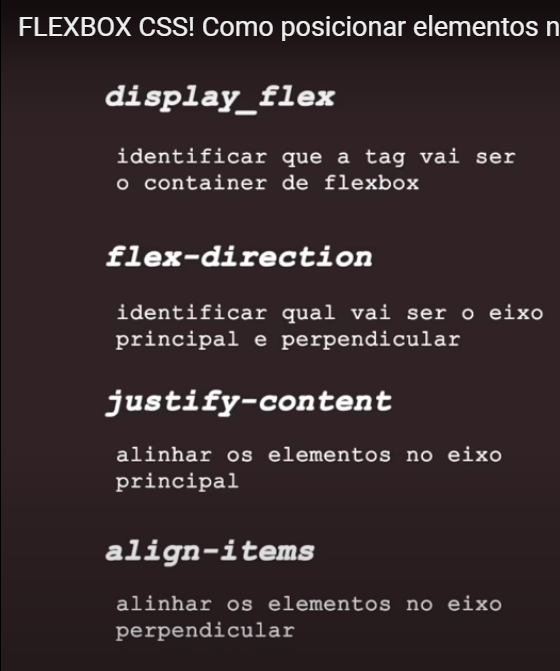 FLEXBOX CSS! Como posicionar elementos n
display_flex
identificar que a tag vai ser
o container de flexbox
flex-direction
identificar qual vai ser o eixo
principal e perpendicular
justify-content
alinhar os elementos no eixo
principal
align-items
alinhar os elementos no eixo
perpendicular